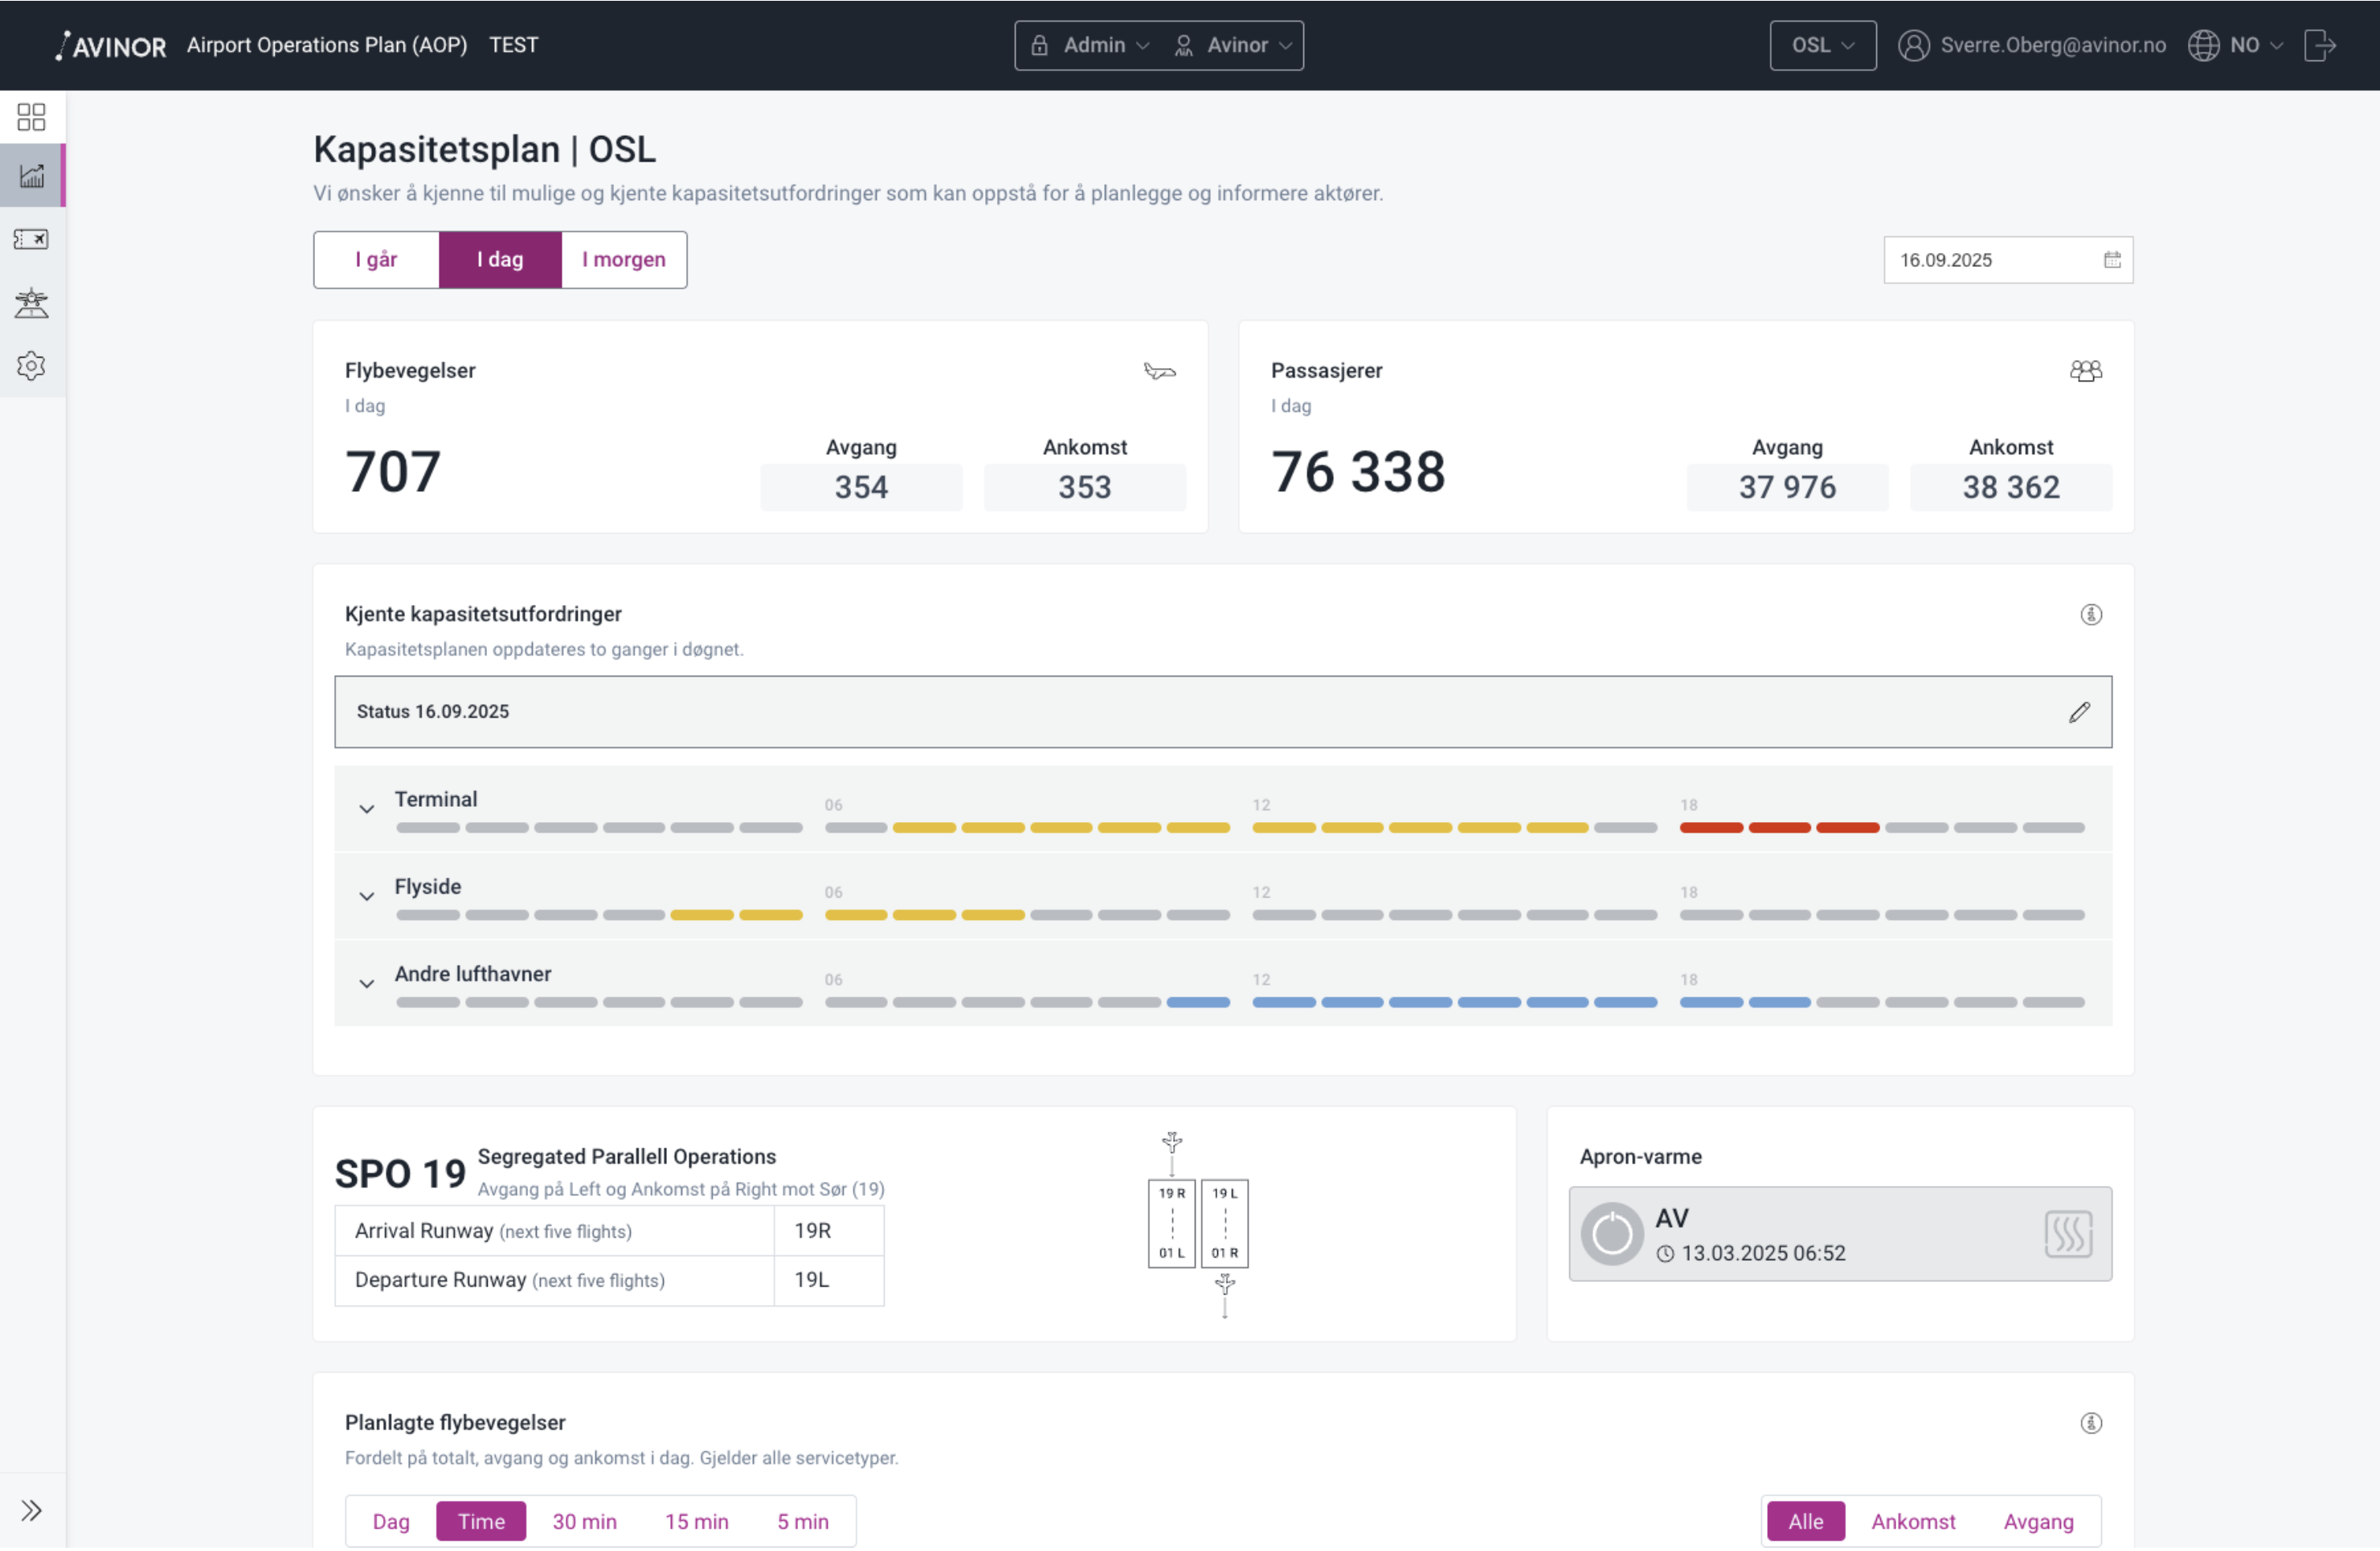 AVINOR Airport Operations Plan (AOP) TEST Admin Avinor OSL Sverre.Oberg@avinor.no NO
Kapasitetsplan | OSL
Vi ønsker å kjenne til mulige og kjente kapasitetsutfordringer som kan oppstå for å planlegge og informere aktører.
I går I dag I morgen 16.09.2025
Flybevegelser
I dag
Avgang Ankomst
707 354 353
Passasjerer
I dag
Avgang Ankomst
76 338 37 976 38 362
Kjente kapasitetsutfordringer
Kapasitetsplanen oppdateres to ganger i døgnet.
Status 16.09.2025
Terminal 06 12 18
Flyside 06 12 18
Andre lufthavner 06 12 18
SPO 19 Segregated Parallell Operations
Avgang på Left og Ankomst på Right mot Sør (19)
Arrival Runway (next five flights) 19R
Departure Runway (next five flights) 19L
19 R 19 L
01 L 01 R
Apron-varme
AV
13.03.2025 06:52
Planlagte flybevegelser
Fordelt på totalt, avgang og ankomst i dag. Gjelder alle servicetyper.
Dag Time 30 min 15 min 5 min Alle Ankomst Avgang